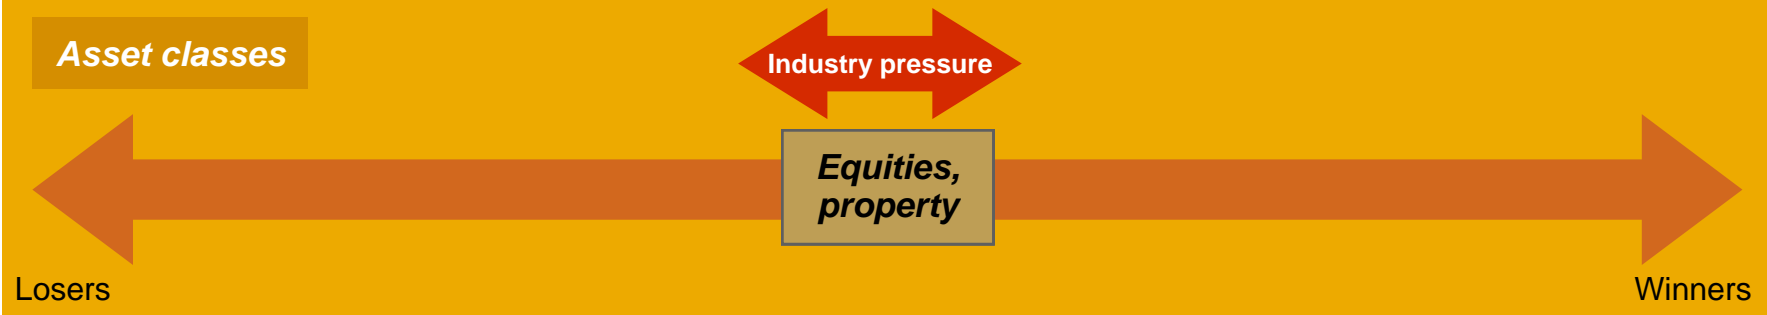 Asset classes
Industry pressure
Equities,
property
Losers
Winners